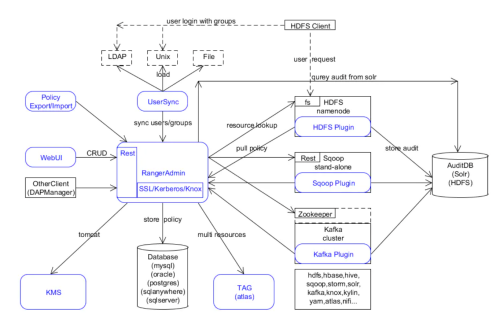 user login with groups
HDFS Client
LDAP
Unix
File
load
user request
qurey audit from solr
Policy
Export/Import
UserSync
fs
HDFS
namenode
sync users/groups
resource lookup
HDFS Plugin
Rest
pull policy
store audit
WebUI
CRUD
RangerAdmin
Rest
Sqoop
stand-alone
AuditDB
(Solr)
(HDFS)
OtherClient
(DAPManager)
SSL/Kerberos/Knox
Sqoop Plugin
Zookeeper
tomcat
store policy
multi resources
Kafka
cluster
Kafka Plugin
Database
(mysql)
(oracle)
(postgres)
(sqlanywhere)
(sqlserver)
KMS
TAG
(atlas)
hdfs,hbase,hive,
sqoop,storm,solr,
kafka,knox,kylin,
yarn,atlas,nifi...